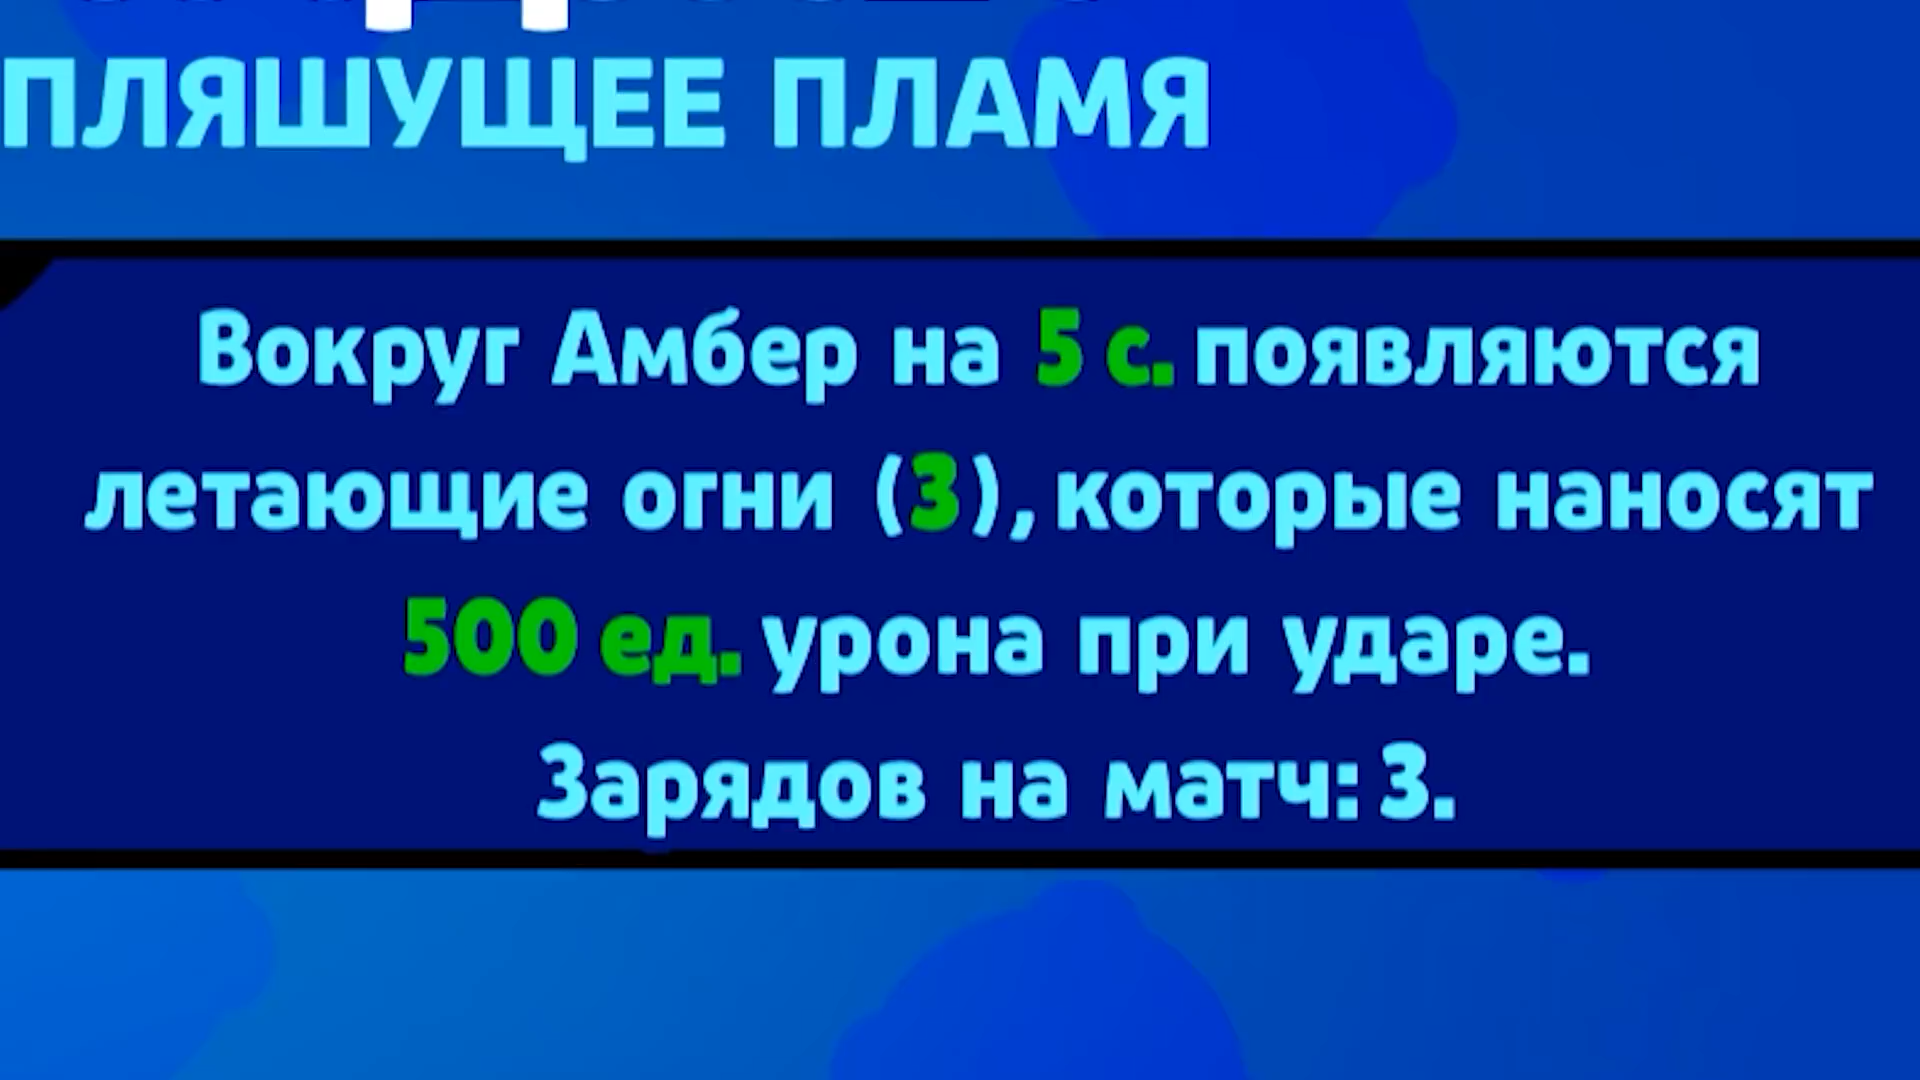 ПЛЯШУЩЕЕ ПЛАМЯ
Вокруг Амбер на 5 с. появляются
летающие огни (3), которые наносят
500 ед. урона при ударе.
Зарядов на матч: 3.